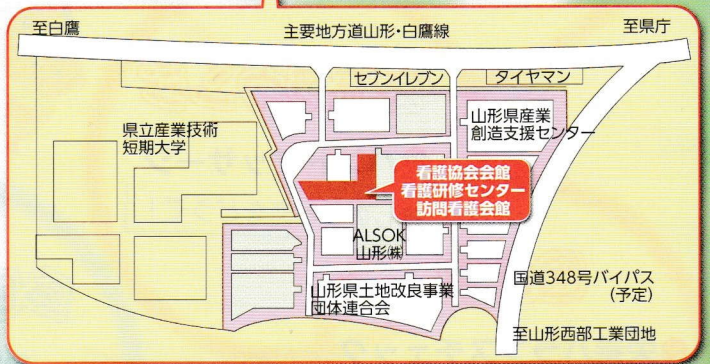 至白鷹
主要地方道山形・白鷹線
至県庁
セブンイレブン
タイヤマン
県立産業技術
短期大学
山形県産業
創造支援センター
看護協会会館
看護研修センター
訪問看護会館
ALSOK
山形㈱
山形県土地改良事業
団体連合会
国道348号バイパス
(予定)
至山形西部工業団地